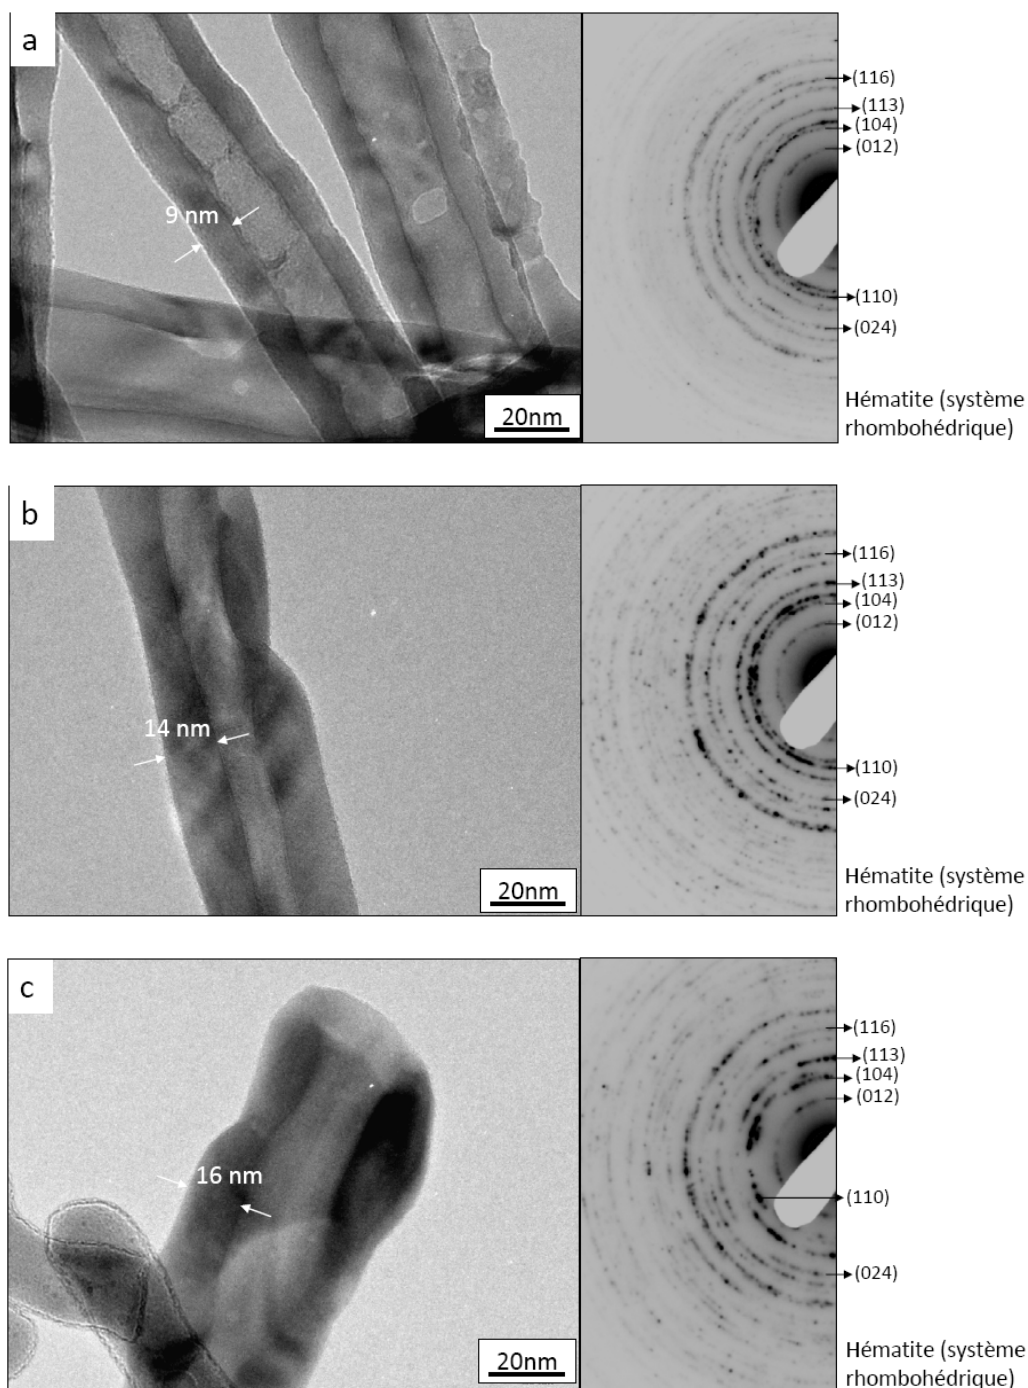 a
9 nm
20nm
(116)
(113)
(104)
(012)
(110)
(024)
Hématite (système
rhombohédrique)
b
14 nm
20nm
(116)
(113)
(104)
(012)
(110)
(024)
Hématite (système
rhombohédrique)
c
16 nm
20nm
(116)
(113)
(104)
(012)
(110)
(024)
Hématite (système
rhombohédrique)